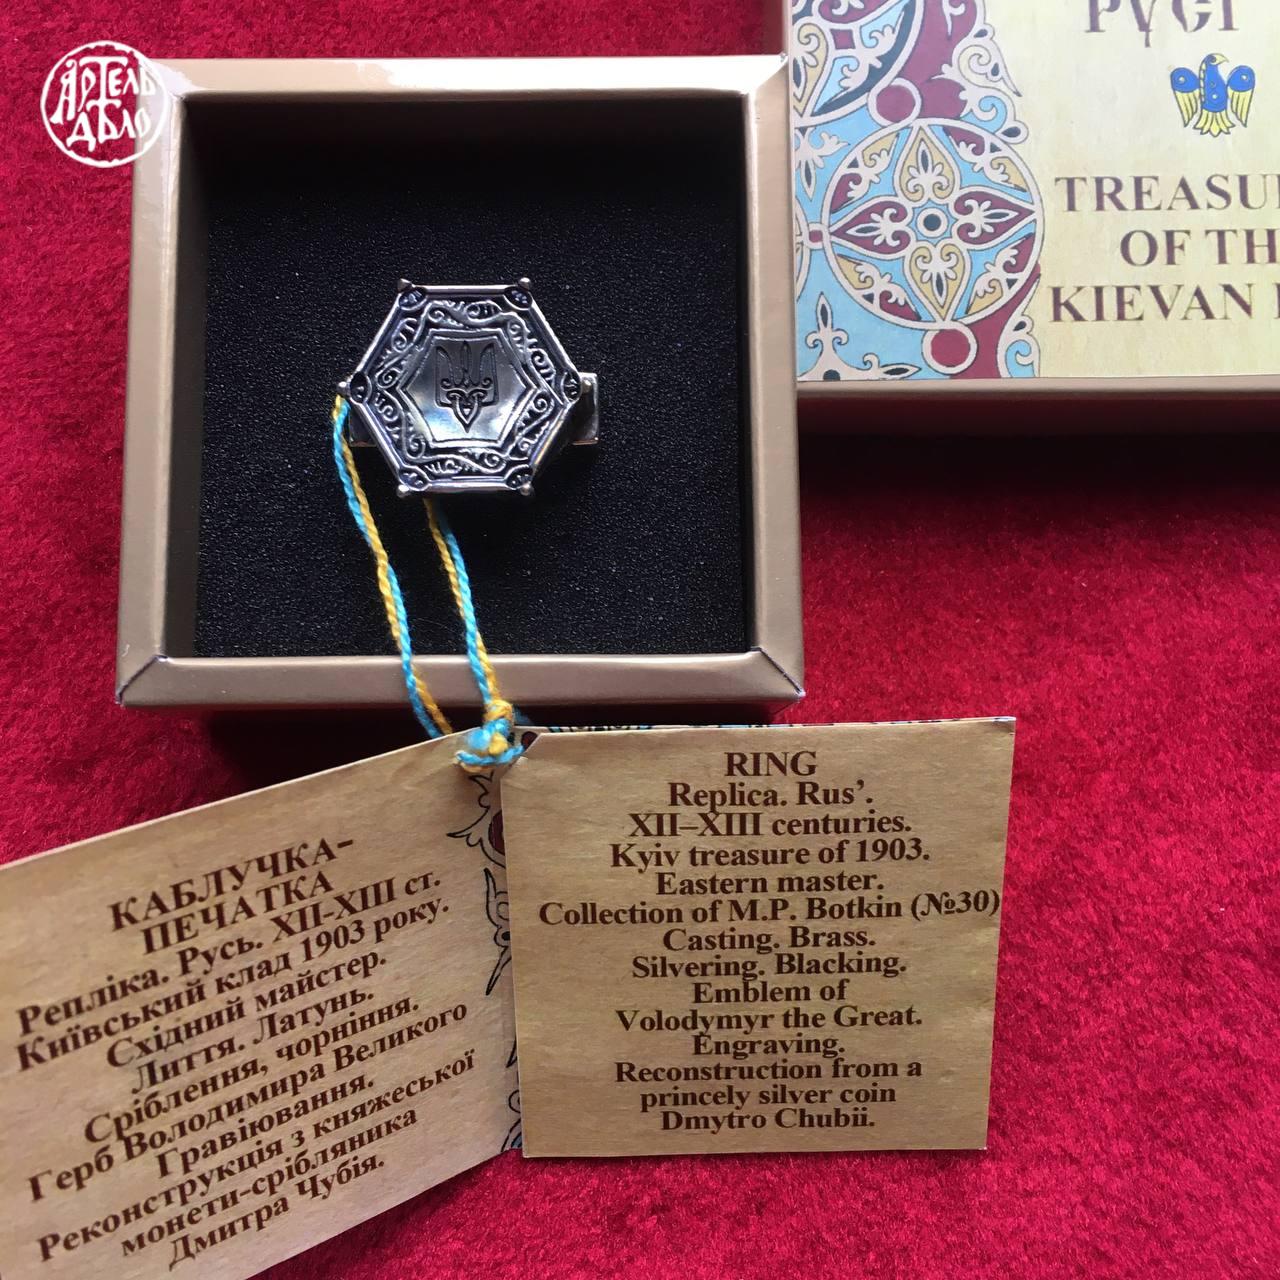 АРТЕЛЬ
ДѢЛО
РУСІ
TREASU
OF TH
KIEVAN
КАБЛУЧКА-
ПЕЧАТКА
Репліка. Русь. XII-XIII ст.
Київський клад 1903 року.
Східний майстер.
Лиття. Латунь.
Сріблення, чорніння.
Герб Володимира Великого
Гравіювання.
Реконструкція з княжеської
монети-срібляника
Дмитра Чубія.
RING
Replica. Rus’.
XII–XIII centuries.
Kyiv treasure of 1903.
Eastern master.
Collection of M.P. Botkin (№30)
Casting. Brass.
Silvering. Blacking.
Emblem of
Volodymyr the Great.
Engraving.
Reconstruction from a
princely silver coin
Dmytro Chubii.